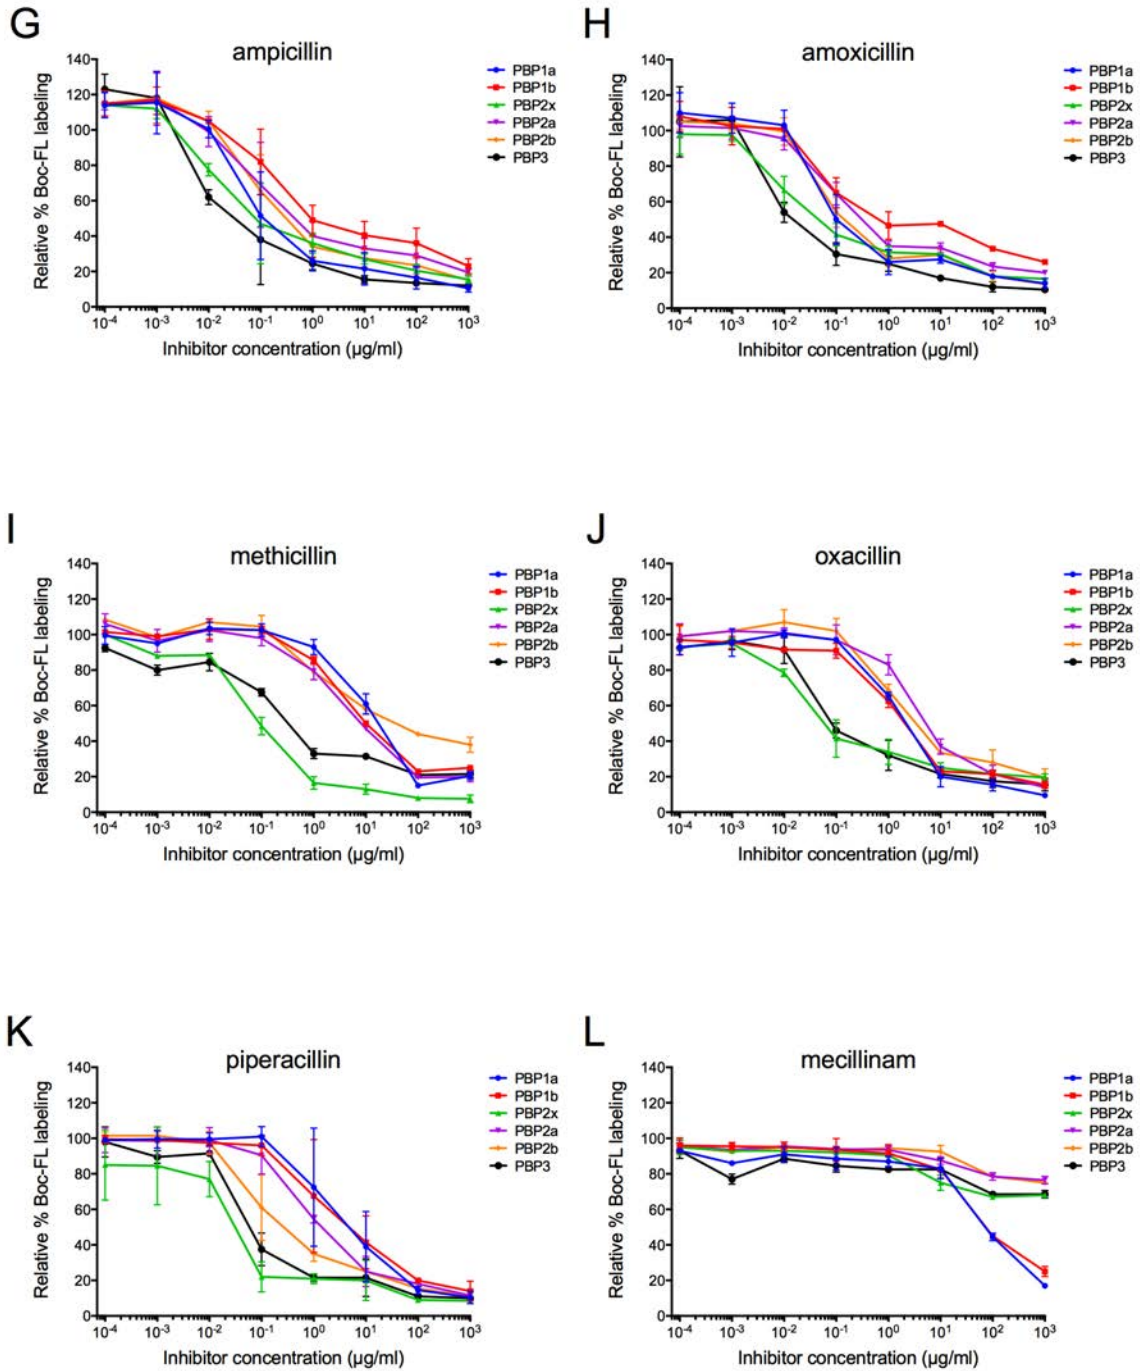 G
ampicillin
Relative % Boc-FL labeling
140
120
100
80
60
40
20
0
10-4 10-3 10-2 10-1 100 101 102 103
Inhibitor concentration (µg/ml)
PBP1a
PBP1b
PBP2x
PBP2a
PBP2b
PBP3
H
amoxicillin
Relative % Boc-FL labeling
140
120
100
80
60
40
20
0
10-4 10-3 10-2 10-1 100 101 102 103
Inhibitor concentration (µg/ml)
PBP1a
PBP1b
PBP2x
PBP2a
PBP2b
PBP3
I
methicillin
Relative % Boc-FL labeling
140
120
100
80
60
40
20
0
10-4 10-3 10-2 10-1 100 101 102 103
Inhibitor concentration (µg/ml)
PBP1a
PBP1b
PBP2x
PBP2a
PBP2b
PBP3
J
oxacillin
Relative % Boc-FL labeling
140
120
100
80
60
40
20
0
10-4 10-3 10-2 10-1 100 101 102 103
Inhibitor concentration (µg/ml)
PBP1a
PBP1b
PBP2x
PBP2a
PBP2b
PBP3
K
piperacillin
Relative % Boc-FL labeling
140
120
100
80
60
40
20
0
10-4 10-3 10-2 10-1 100 101 102 103
Inhibitor concentration (µg/ml)
PBP1a
PBP1b
PBP2x
PBP2a
PBP2b
PBP3
L
mecillinam
Relative % Boc-FL labeling
140
120
100
80
60
40
20
0
10-4 10-3 10-2 10-1 100 101 102 103
Inhibitor concentration (µg/ml)
PBP1a
PBP1b
PBP2x
PBP2a
PBP2b
PBP3